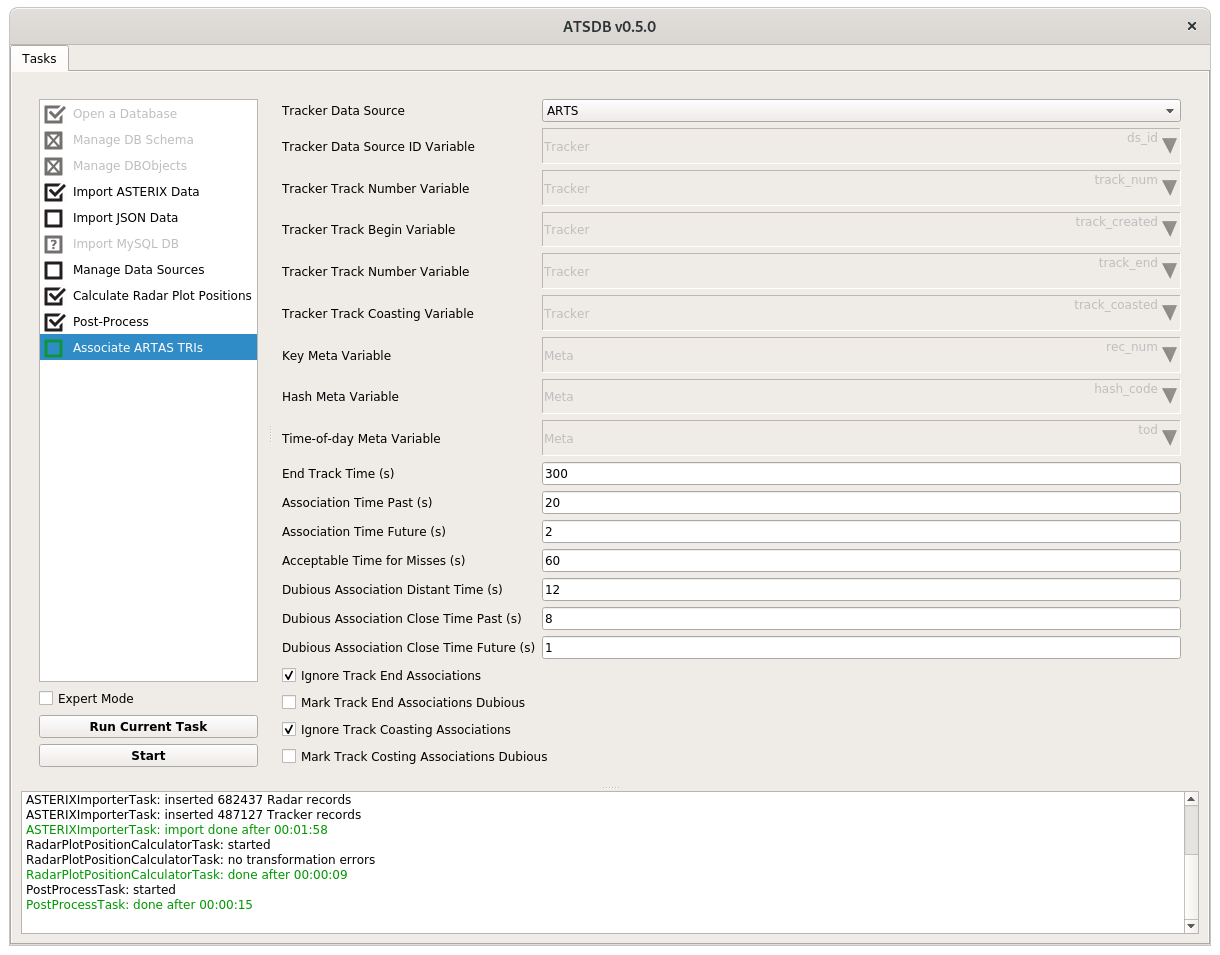 ATSDB v0.5.0
Tasks
Open a Database
Manage DB Schema
Manage DBObjects
Import ASTERIX Data
Import JSON Data
Import MySQL DB
Manage Data Sources
Calculate Radar Plot Positions
Post-Process
Associate ARTAS TRIs
Expert Mode
Run Current Task
Start
Tracker Data Source ARTS
Tracker Data Source ID Variable Tracker ds_id
Tracker Track Number Variable Tracker track_num
Tracker Track Begin Variable Tracker track_created
Tracker Track Number Variable Tracker track_end
Tracker Track Coasting Variable Tracker track_coasted
Key Meta Variable Meta rec_num
Hash Meta Variable Meta hash_code
Time-of-day Meta Variable Meta tod
End Track Time (s) 300
Association Time Past (s) 20
Association Time Future (s) 2
Acceptable Time for Misses (s) 60
Dubious Association Distant Time (s) 12
Dubious Association Close Time Past (s) 8
Dubious Association Close Time Future (s) 1
Ignore Track End Associations
Mark Track End Associations Dubious
Ignore Track Coasting Associations
Mark Track Costing Associations Dubious
ASTERIXImporterTask: inserted 682437 Radar records
ASTERIXImporterTask: inserted 487127 Tracker records
ASTERIXImporterTask: import done after 00:01:58
RadarPlotPositionCalculatorTask: started
RadarPlotPositionCalculatorTask: no transformation errors
RadarPlotPositionCalculatorTask: done after 00:00:09
PostProcessTask: started
PostProcessTask: done after 00:00:15